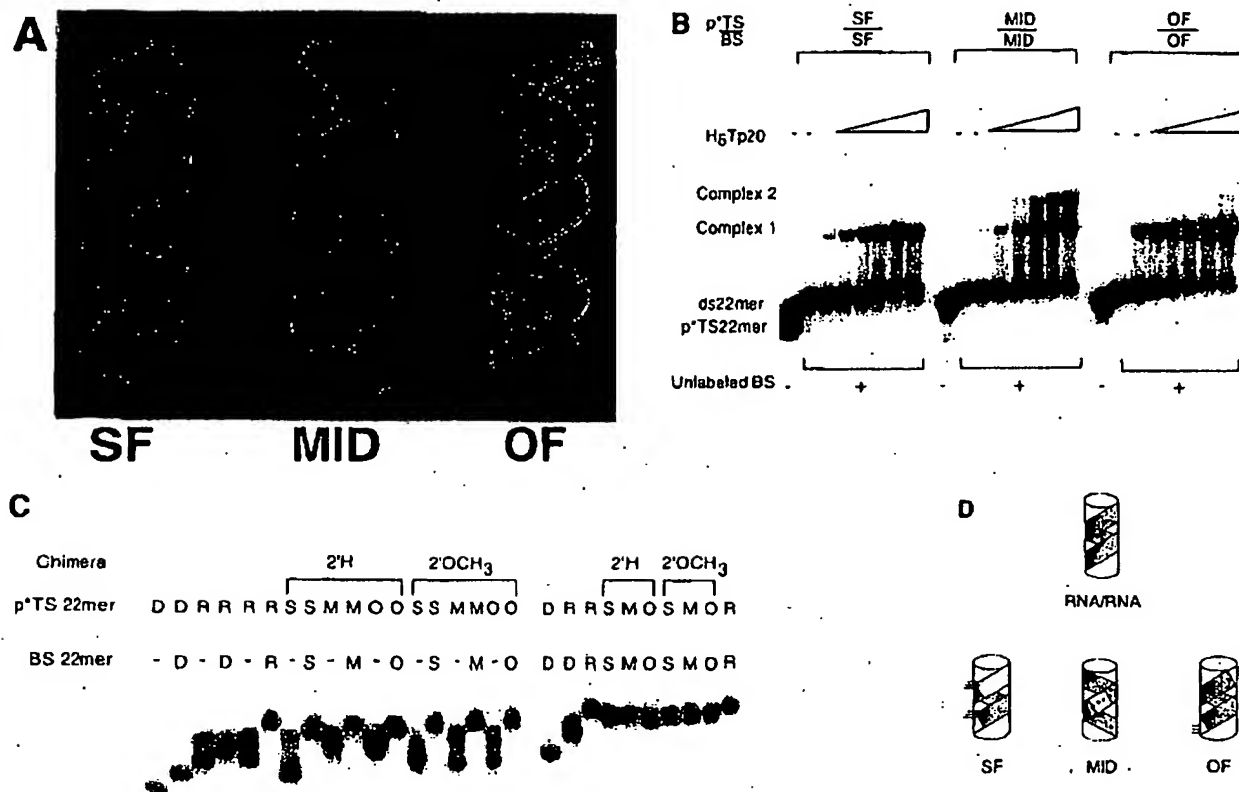 A
SF MID OF
B p*TS SF MID OF
BS SF MID OF
- - - - - -
HδTp20
Complex 2
Complex 1
ds22mer
p*TS22mer
Unlabeled BS - + - + - +
C
Chimera 2'H 2'OCH3 2'H 2'OCH3
p*TS 22mer D D R R R R S S M M O O S S M M O O D R R S M O S M O R
BS 22mer - D - D - R - S - M - O - S - M - O D D R S M O S M O R
D
RNA/RNA
SF MID OF